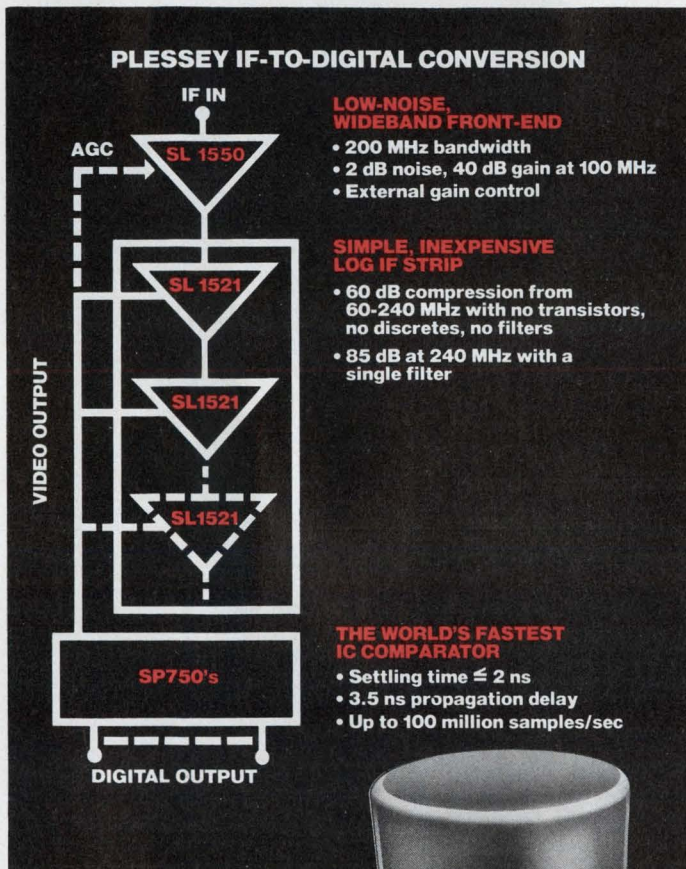 PLESSEY IF-TO-DIGITAL CONVERSION
IF IN
AGC
SL 1550
LOW-NOISE,
WIDEBAND FRONT-END
• 200 MHz bandwidth
• 2 dB noise, 40 dB gain at 100 MHz
• External gain control
SL 1521
SIMPLE, INEXPENSIVE
LOG IF STRIP
• 60 dB compression from
60-240 MHz with no transistors,
no discretes, no filters
• 85 dB at 240 MHz with a
single filter
SL1521
SL1521
VIDEO OUTPUT
SP750's
THE WORLD'S FASTEST
IC COMPARATOR
• Settling time ≦ 2 ns
• 3.5 ns propagation delay
• Up to 100 million samples/sec
DIGITAL OUTPUT